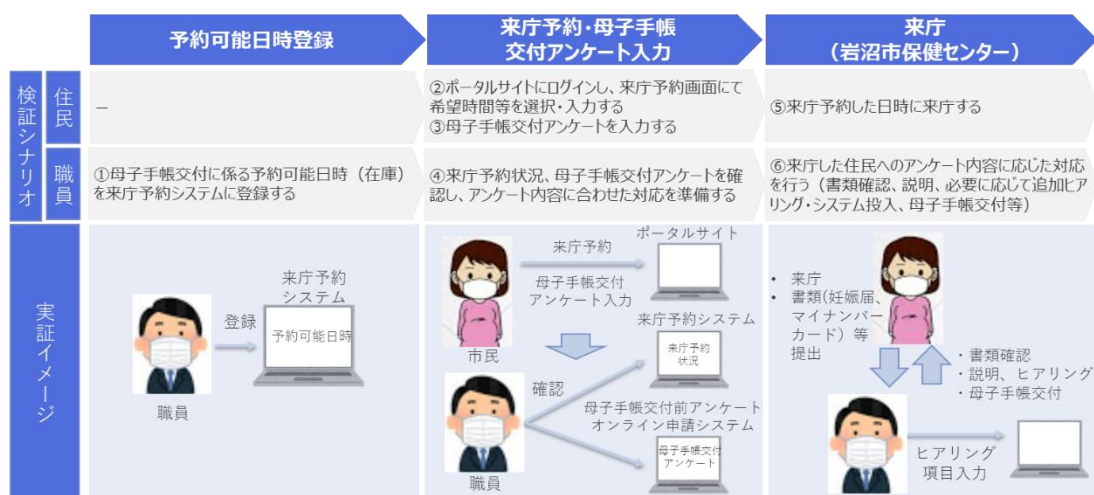 予約可能日時登録
来庁予約・母子手帳
交付アンケート入力
来庁
（岩沼市保健センター）
検証シナリオ
住民
－
②ポータルサイトにログインし、来庁予約画面にて
希望時間等を選択・入力する
③母子手帳交付アンケートを入力する
⑤来庁予約した日時に来庁する
職員
①母子手帳交付に係る予約可能日時（在庫）
を来庁予約システムに登録する
④来庁予約状況、母子手帳交付アンケートを確
認し、アンケート内容に合わせた対応を準備する
⑥来庁した住民へのアンケート内容に応じた対応
を行う（書類確認、説明、必要に応じて追加ヒア
リング・システム投入、母子手帳交付等）
実証イメージ
来庁予約
システム
登録
予約可能日時
職員
ポータルサイト
来庁予約
母子手帳交付
アンケート入力
市民
来庁予約システム
来庁予約
状況
確認
母子手帳交付前アンケート
オンライン申請システム
母子手帳交付
アンケート
職員
• 来庁
• 書類(妊娠届、
マイナンバー
カード）等
提出
・書類確認
・説明、ヒアリング
・母子手帳交付
ヒアリング
項目入力